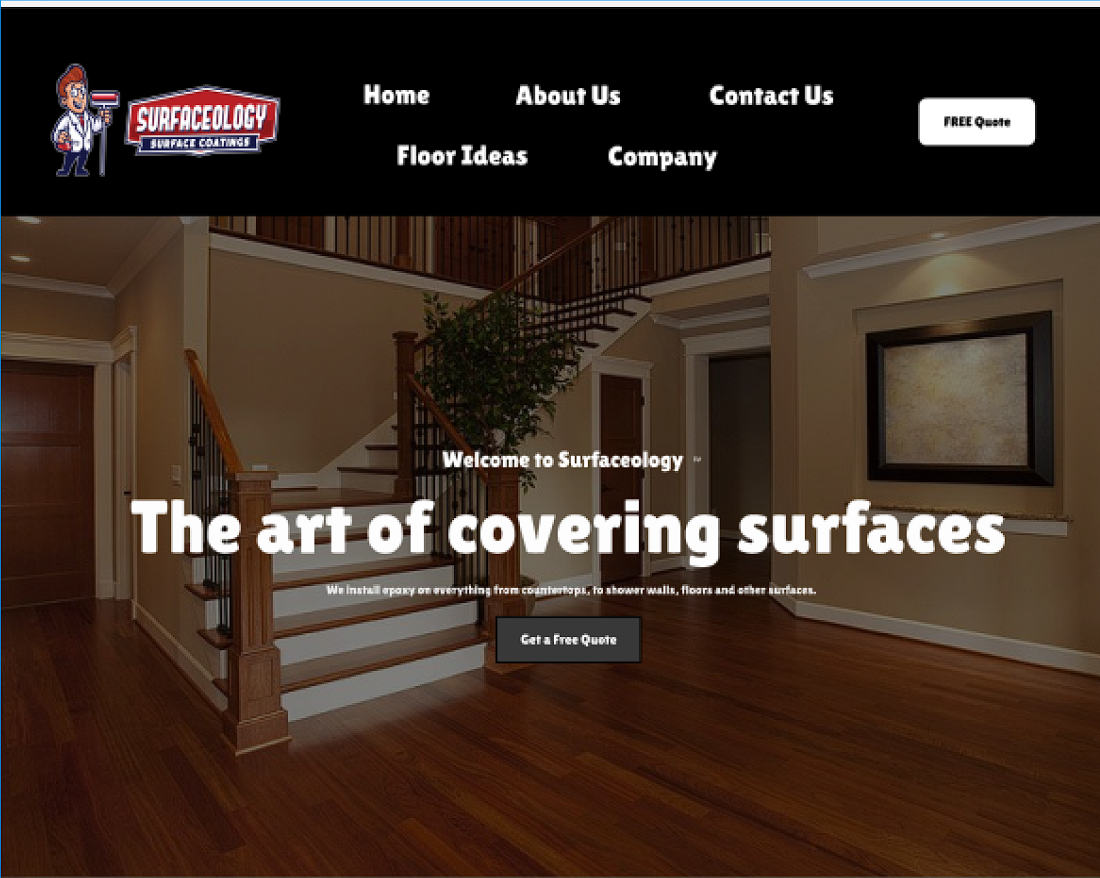 SURFACEOLOGY
SURFACE COATINGS
Home About Us Contact Us
Floor Ideas Company
FREE Quote
Welcome to Surfaceology
The art of covering surfaces
We install epoxy on everything from countertops, to shower walls, floors and other surfaces.
Get a Free Quote